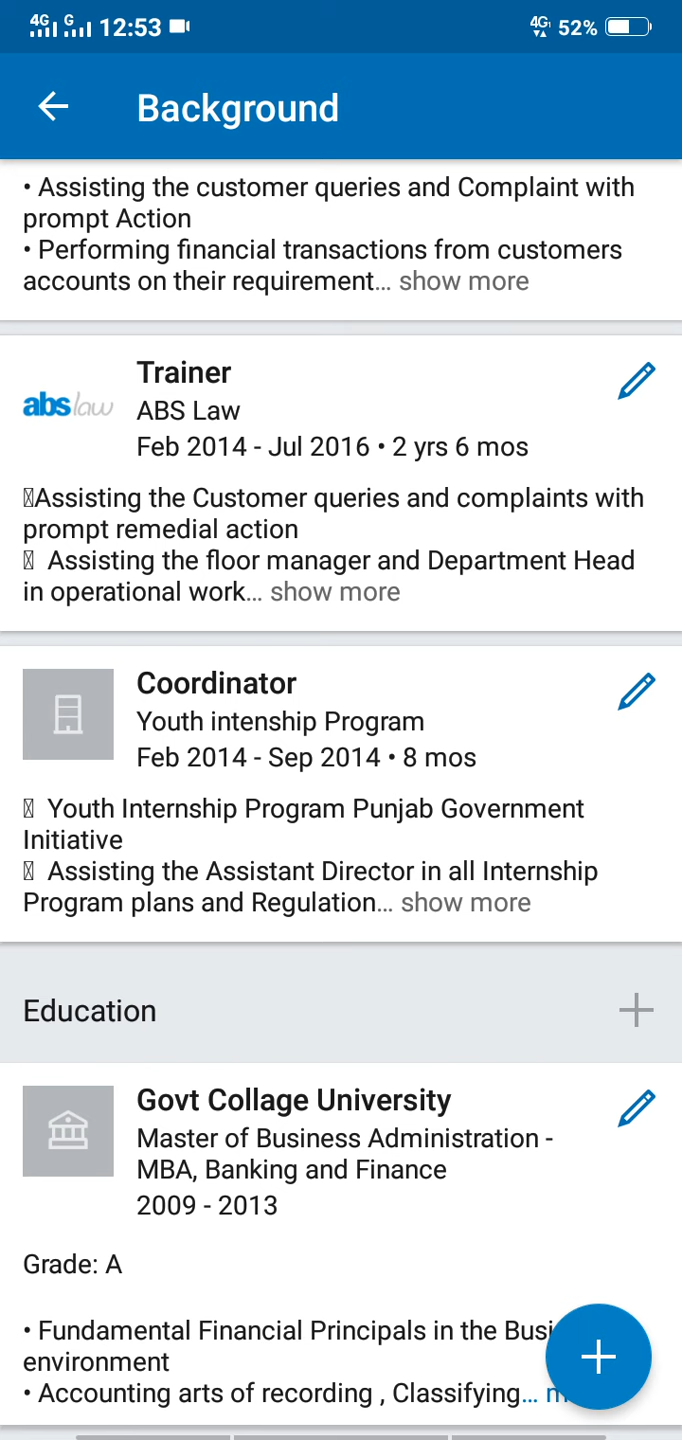 4G G 12:53 4G 52%
Background
• Assisting the customer queries and Complaint with
prompt Action
• Performing financial transactions from customers
accounts on their requirement... show more
Trainer
abs law
ABS Law
Feb 2014 - Jul 2016 • 2 yrs 6 mos
Assisting the Customer queries and complaints with
prompt remedial action
Assisting the floor manager and Department Head
in operational work... show more
Coordinator
Youth intenship Program
Feb 2014 - Sep 2014 • 8 mos
Youth Internship Program Punjab Government
Initiative
Assisting the Assistant Director in all Internship
Program plans and Regulation... show more
Education
Govt Collage University
Master of Business Administration -
MBA, Banking and Finance
2009 - 2013
Grade: A
• Fundamental Financial Principals in the
environment
• Accounting arts of recording , Classifying...